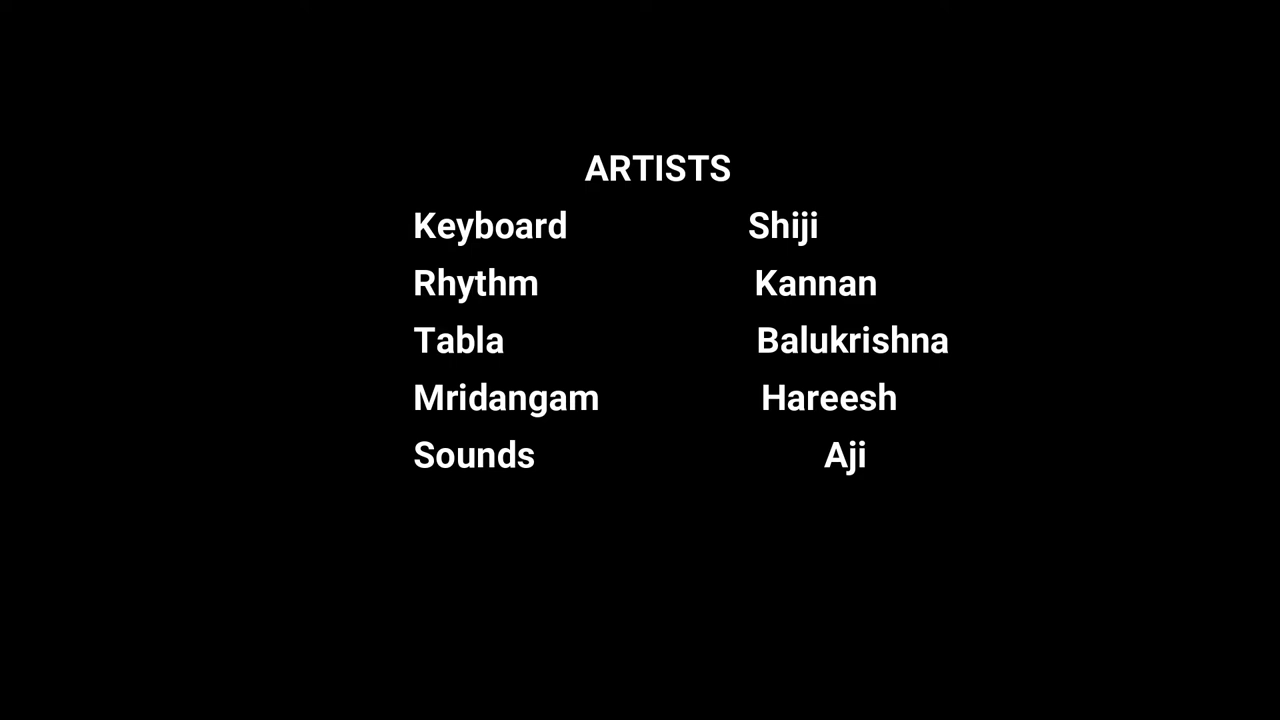 ARTISTS
Keyboard Shiji
Rhythm Kannan
Tabla Balukrishna
Mridangam Hareesh
Sounds Aji